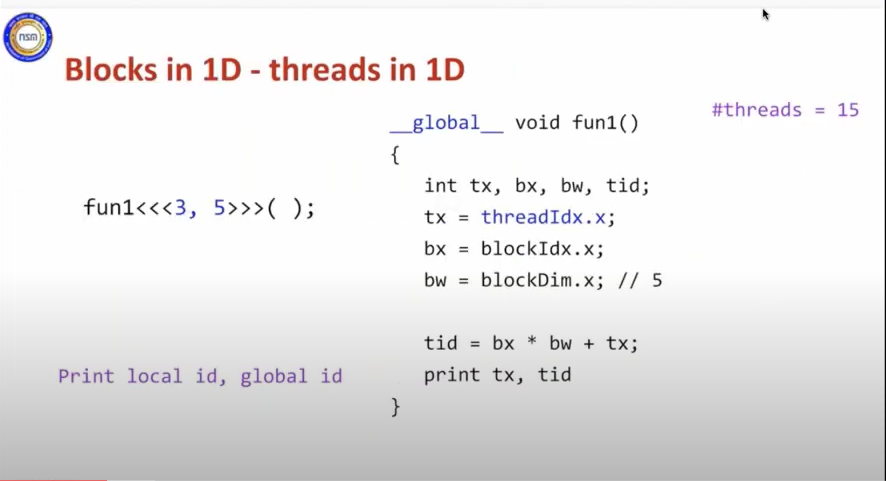 nsm
Blocks in 1D - threads in 1D
#threads = 15
__global__ void fun1()
{
int tx, bx, bw, tid;
fun1<<<3, 5>>>( );
tx = threadIdx.x;
bx = blockIdx.x;
bw = blockDim.x; // 5
tid = bx * bw + tx;
Print local id, global id
print tx, tid
}